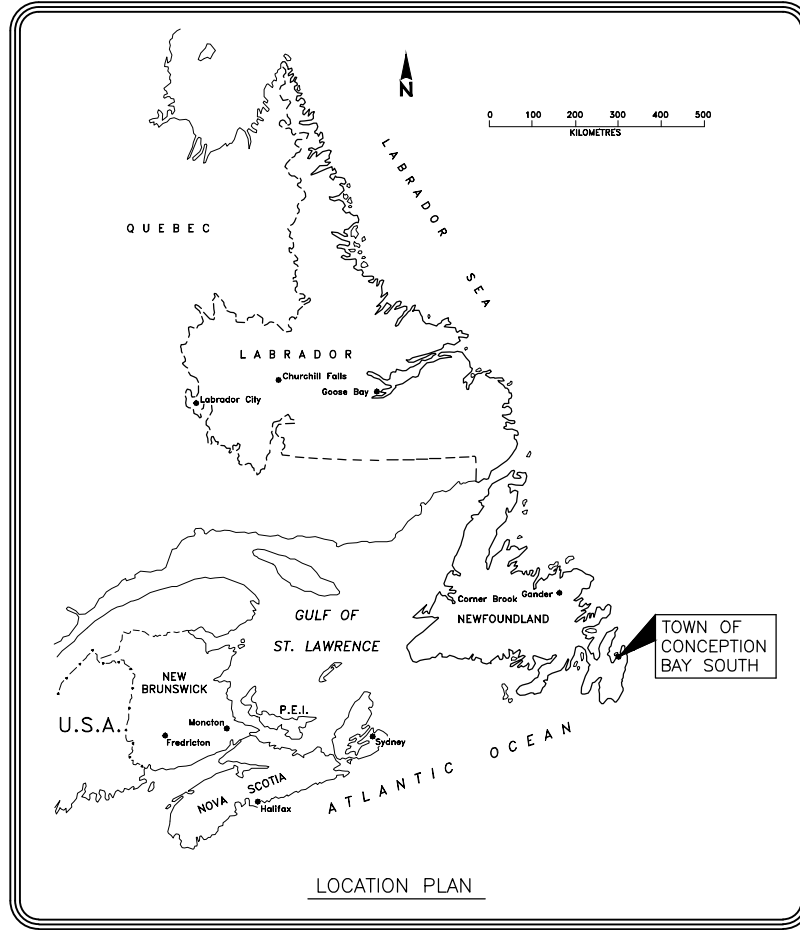 N
0 100 200 300 400 500
KILOMETRES
LABRADOR SEA
QUEBEC
LABRADOR
Churchill Falls
Goose Bay
Labrador City
Corner Brook
Gander
NEWFOUNDLAND
GULF OF
ST. LAWRENCE
TOWN OF
CONCEPTION
BAY SOUTH
NEW
BRUNSWICK
P.E.I.
U.S.A.
Moncton
Fredricton
Sydney
NOVA SCOTIA
Halifax
ATLANTIC OCEAN
LOCATION PLAN